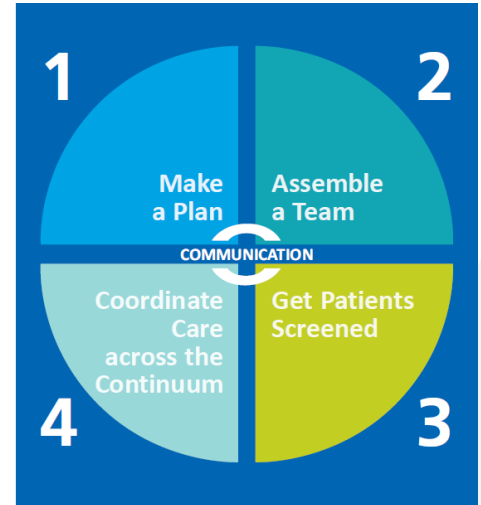 1
Make
a Plan
2
Assemble
a Team
COMMUNICATION
Get Patients
Screened
3
Coordinate
Care
across the
Continuum
4